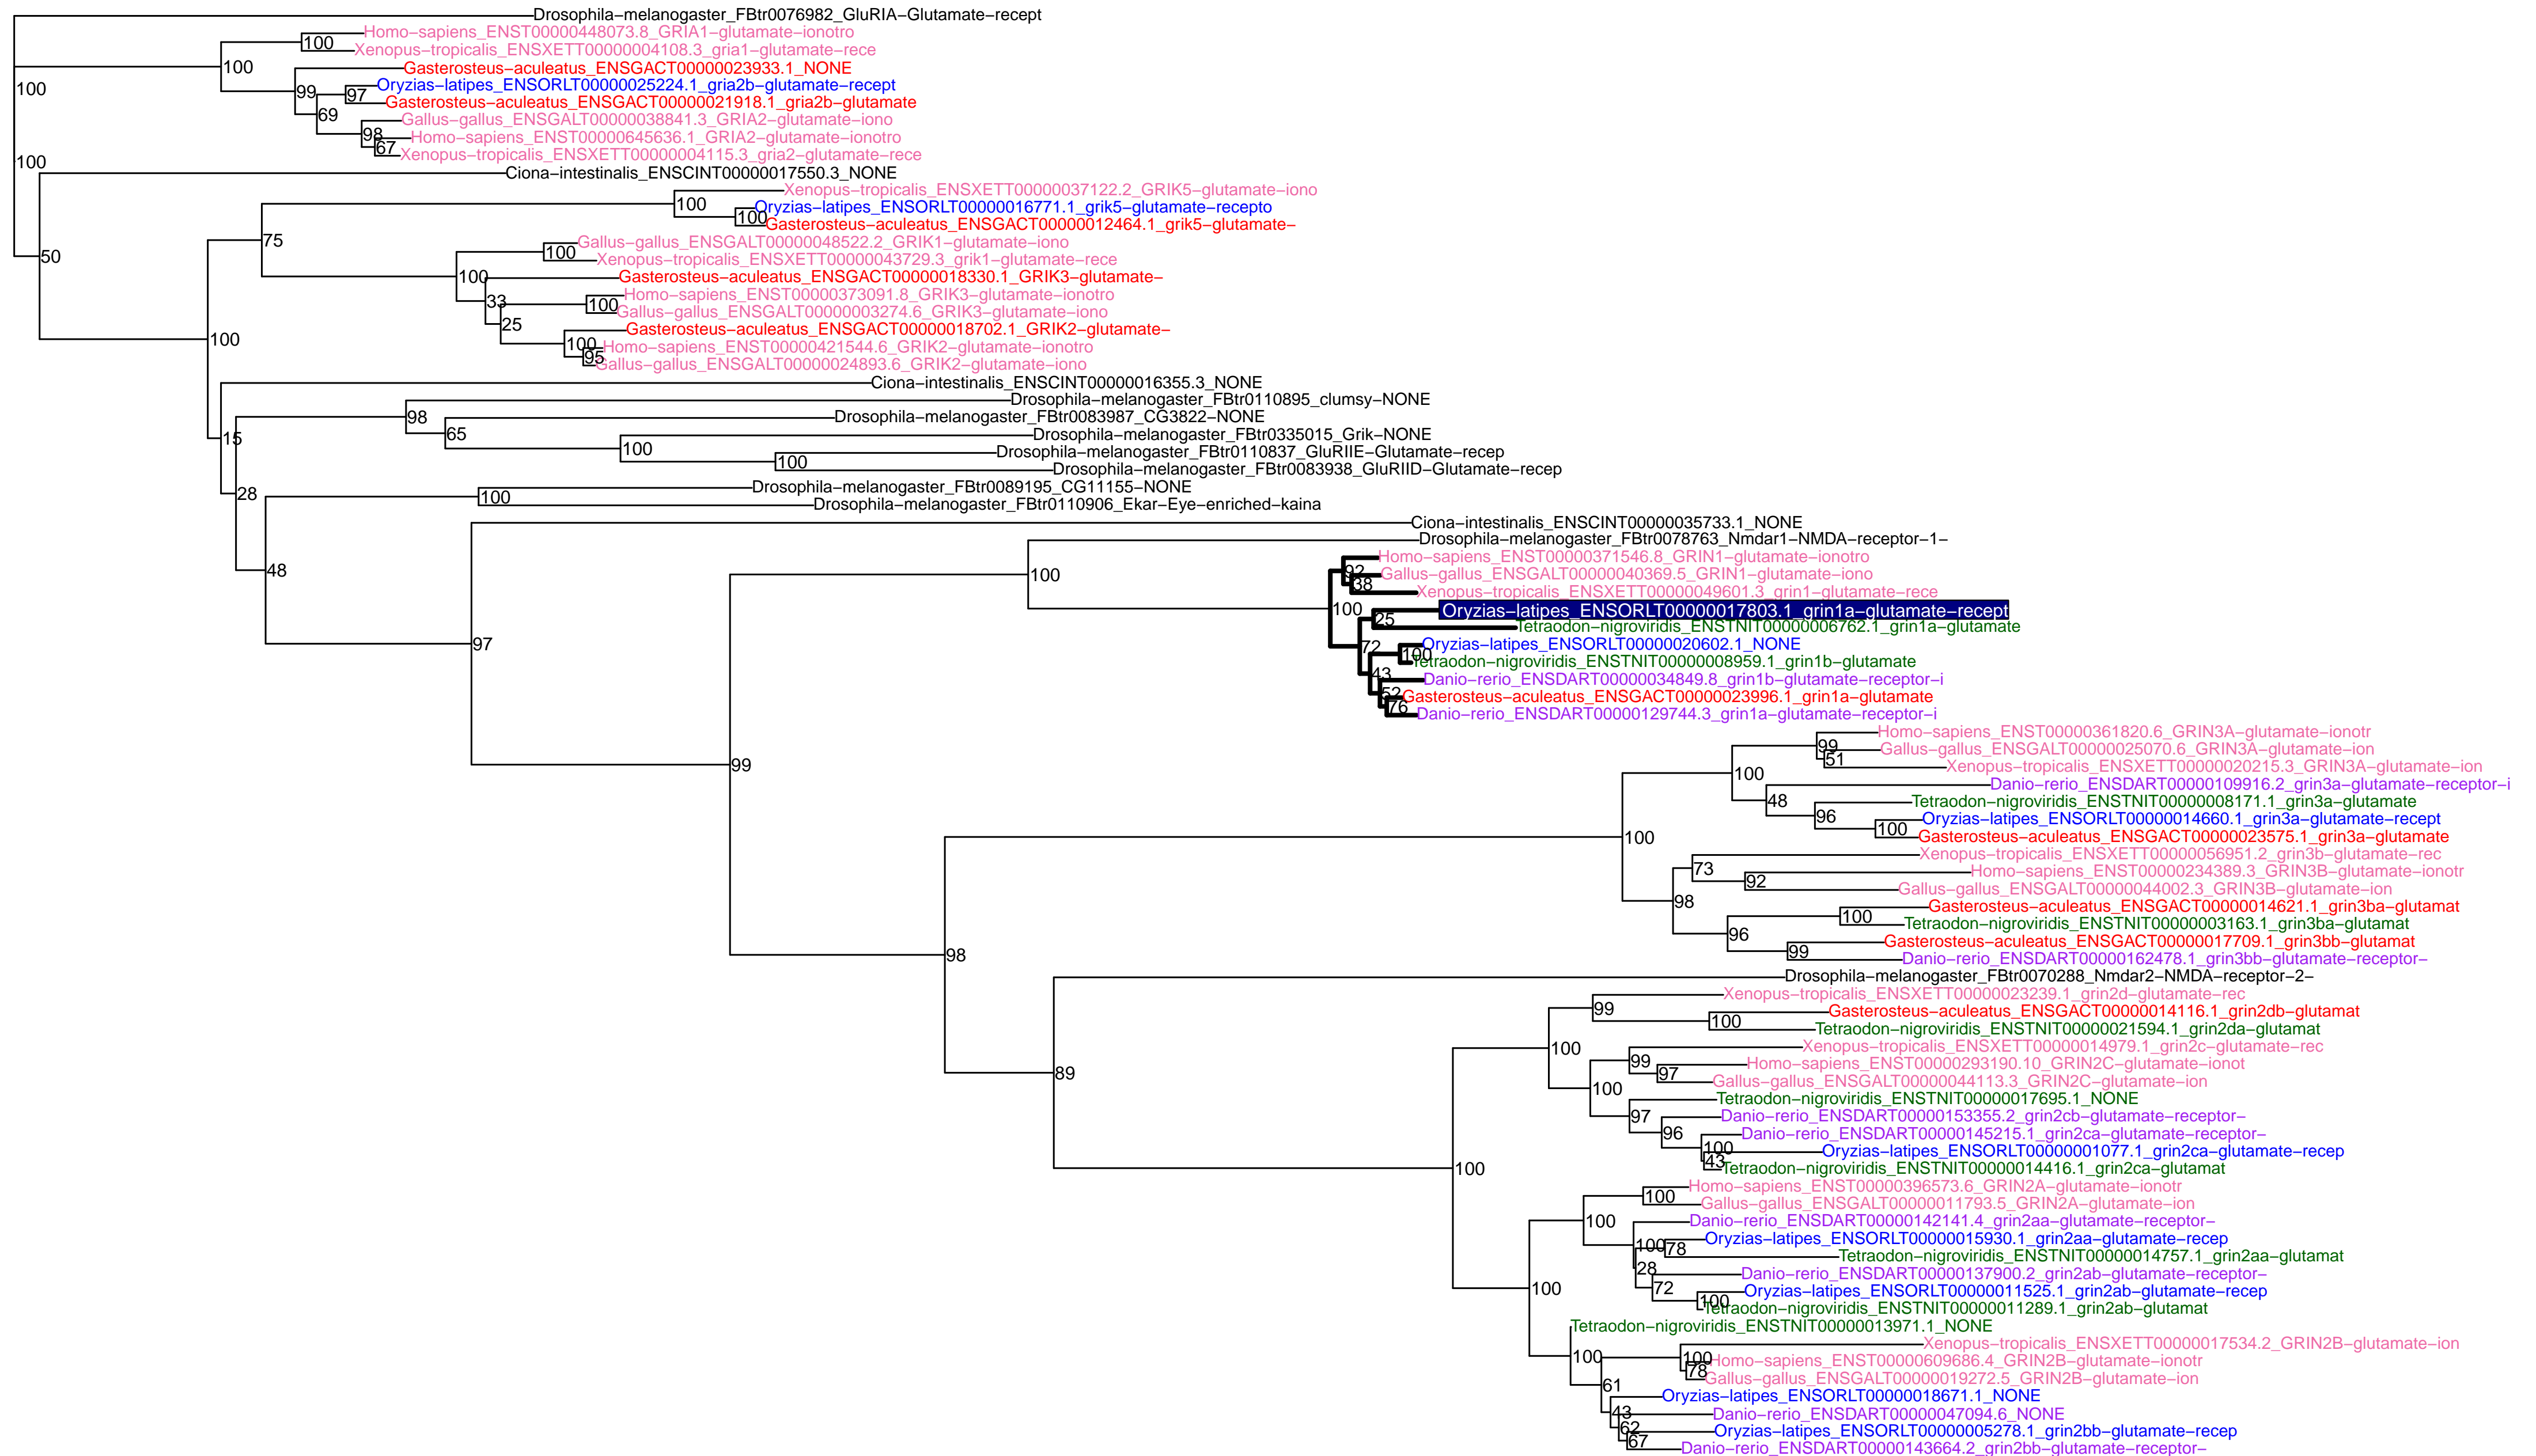 Drosophila−melanogaster_FBtr0076982_GluRIA−Glutamate−recept
Homo−sapiens_ENST00000448073.8_GRIA1−glutamate−ionotro
100
Xenopus−tropicalis_ENSXETT00000004108.3_gria1−glutamate−rece
100
Gasterosteus−aculeatus_ENSGACT00000023933.1_NONE
100
Oryzias−latipes_ENSORLT00000025224.1_gria2b−glutamate−recept
99
97
Gasterosteus−aculeatus_ENSGACT00000021918.1_gria2b−glutamate
69
Gallus−gallus_ENSGALT00000038841.3_GRIA2−glutamate−iono
98
Homo−sapiens_ENST00000645636.1_GRIA2−glutamate−ionotro
67
Xenopus−tropicalis_ENSXETT00000004115.3_gria2−glutamate−rece
100
Ciona−intestinalis_ENSCINT00000017550.3_NONE
Xenopus−tropicalis_ENSXETT00000037122.2_GRIK5−glutamate−iono
100
Oryzias−latipes_ENSORLT00000016771.1_grik5−glutamate−recepto
100
Gasterosteus−aculeatus_ENSGACT00000012464.1_grik5−glutamate−
75
Gallus−gallus_ENSGALT00000048522.2_GRIK1−glutamate−iono
100
50
Xenopus−tropicalis_ENSXETT00000043729.3_grik1−glutamate−rece
100
Gasterosteus−aculeatus_ENSGACT00000018330.1_GRIK3−glutamate−
33
Homo−sapiens_ENST00000373091.8_GRIK3−glutamate−ionotro
100
Gallus−gallus_ENSGALT00000003274.6_GRIK3−glutamate−iono
25
Gasterosteus−aculeatus_ENSGACT00000018702.1_GRIK2−glutamate−
100
100
Homo−sapiens_ENST00000421544.6_GRIK2−glutamate−ionotro
95
Gallus−gallus_ENSGALT00000024893.6_GRIK2−glutamate−iono
Ciona−intestinalis_ENSCINT00000016355.3_NONE
Drosophila−melanogaster_FBtr0110895_clumsy−NONE
98
Drosophila−melanogaster_FBtr0083987_CG3822−NONE
65
15
Drosophila−melanogaster_FBtr0335015_Grik−NONE
100
Drosophila−melanogaster_FBtr0110837_GluRIIE−Glutamate−recep
100
Drosophila−melanogaster_FBtr0083938_GluRIID−Glutamate−recep
28
Drosophila−melanogaster_FBtr0089195_CG11155−NONE
100
Drosophila−melanogaster_FBtr0110906_Ekar−Eye−enriched−kaina
Ciona−intestinalis_ENSCINT00000035733.1_NONE
Drosophila−melanogaster_FBtr0078763_Nmdar1−NMDA−receptor−1−
48
100
Homo−sapiens_ENST00000371546.8_GRIN1−glutamate−ionotro
92
Gallus−gallus_ENSGALT00000040369.5_GRIN1−glutamate−iono
38
Xenopus−tropicalis_ENSXETT00000049601.3_grin1−glutamate−rece
100
Oryzias−latipes_ENSORLT00000017803.1_grin1a−glutamate−recept
25
Tetraodon−nigroviridis_ENSTNIT00000006762.1_grin1a−glutamate
97
72
Oryzias−latipes_ENSORLT00000020602.1_NONE
100
Tetraodon−nigroviridis_ENSTNIT00000008959.1_grin1b−glutamate
43
Danio−rerio_ENSDART00000034849.8_grin1b−glutamate−receptor−i
52
Gasterosteus−aculeatus_ENSGACT00000023996.1_grin1a−glutamate
76
Danio−rerio_ENSDART00000129744.3_grin1a−glutamate−receptor−i
99
Homo−sapiens_ENST00000361820.6_GRIN3A−glutamate−ionotr
99
Gallus−gallus_ENSGALT00000025070.6_GRIN3A−glutamate−ion
51
Xenopus−tropicalis_ENSXETT00000020215.3_GRIN3A−glutamate−ion
100
Danio−rerio_ENSDART00000109916.2_grin3a−glutamate−receptor−i
48
Tetraodon−nigroviridis_ENSTNIT00000008171.1_grin3a−glutamate
96
Oryzias−latipes_ENSORLT00000014660.1_grin3a−glutamate−recept
100
Gasterosteus−aculeatus_ENSGACT00000023575.1_grin3a−glutamate
100
Xenopus−tropicalis_ENSXETT00000056951.2_grin3b−glutamate−rec
73
Homo−sapiens_ENST00000234389.3_GRIN3B−glutamate−ionotr
92
Gallus−gallus_ENSGALT00000044002.3_GRIN3B−glutamate−ion
98
Gasterosteus−aculeatus_ENSGACT00000014621.1_grin3ba−glutamat
100
Tetraodon−nigroviridis_ENSTNIT00000003163.1_grin3ba−glutamat
96
Gasterosteus−aculeatus_ENSGACT00000017709.1_grin3bb−glutamat
99
Danio−rerio_ENSDART00000162478.1_grin3bb−glutamate−receptor−
98
Drosophila−melanogaster_FBtr0070288_Nmdar2−NMDA−receptor−2−
Xenopus−tropicalis_ENSXETT00000023239.1_grin2d−glutamate−rec
99
Gasterosteus−aculeatus_ENSGACT00000014116.1_grin2db−glutamat
100
Tetraodon−nigroviridis_ENSTNIT00000021594.1_grin2da−glutamat
100
Xenopus−tropicalis_ENSXETT00000014979.1_grin2c−glutamate−rec
99
Homo−sapiens_ENST00000293190.10_GRIN2C−glutamate−ionot
97
Gallus−gallus_ENSGALT00000044113.3_GRIN2C−glutamate−ion
89
100
Tetraodon−nigroviridis_ENSTNIT00000017695.1_NONE
97
Danio−rerio_ENSDART00000153355.2_grin2cb−glutamate−receptor−
96
Danio−rerio_ENSDART00000145215.1_grin2ca−glutamate−receptor−
100
Oryzias−latipes_ENSORLT00000001077.1_grin2ca−glutamate−recep
43
Tetraodon−nigroviridis_ENSTNIT00000014416.1_grin2ca−glutamat
100
Homo−sapiens_ENST00000396573.6_GRIN2A−glutamate−ionotr
100
Gallus−gallus_ENSGALT00000011793.5_GRIN2A−glutamate−ion
100
Danio−rerio_ENSDART00000142141.4_grin2aa−glutamate−receptor−
Oryzias−latipes_ENSORLT00000015930.1_grin2aa−glutamate−recep
100
78
Tetraodon−nigroviridis_ENSTNIT00000014757.1_grin2aa−glutamat
28
Danio−rerio_ENSDART00000137900.2_grin2ab−glutamate−receptor−
72
Oryzias−latipes_ENSORLT00000011525.1_grin2ab−glutamate−recep
100
Tetraodon−nigroviridis_ENSTNIT00000011289.1_grin2ab−glutamat
100
Tetraodon−nigroviridis_ENSTNIT00000013971.1_NONE
Xenopus−tropicalis_ENSXETT00000017534.2_GRIN2B−glutamate−ion
100
100
Homo−sapiens_ENST00000609686.4_GRIN2B−glutamate−ionotr
78
Gallus−gallus_ENSGALT00000019272.5_GRIN2B−glutamate−ion
61
Oryzias−latipes_ENSORLT00000018671.1_NONE
43
Danio−rerio_ENSDART00000047094.6_NONE
62
Oryzias−latipes_ENSORLT00000005278.1_grin2bb−glutamate−recep
67
Danio−rerio_ENSDART00000143664.2_grin2bb−glutamate−receptor−